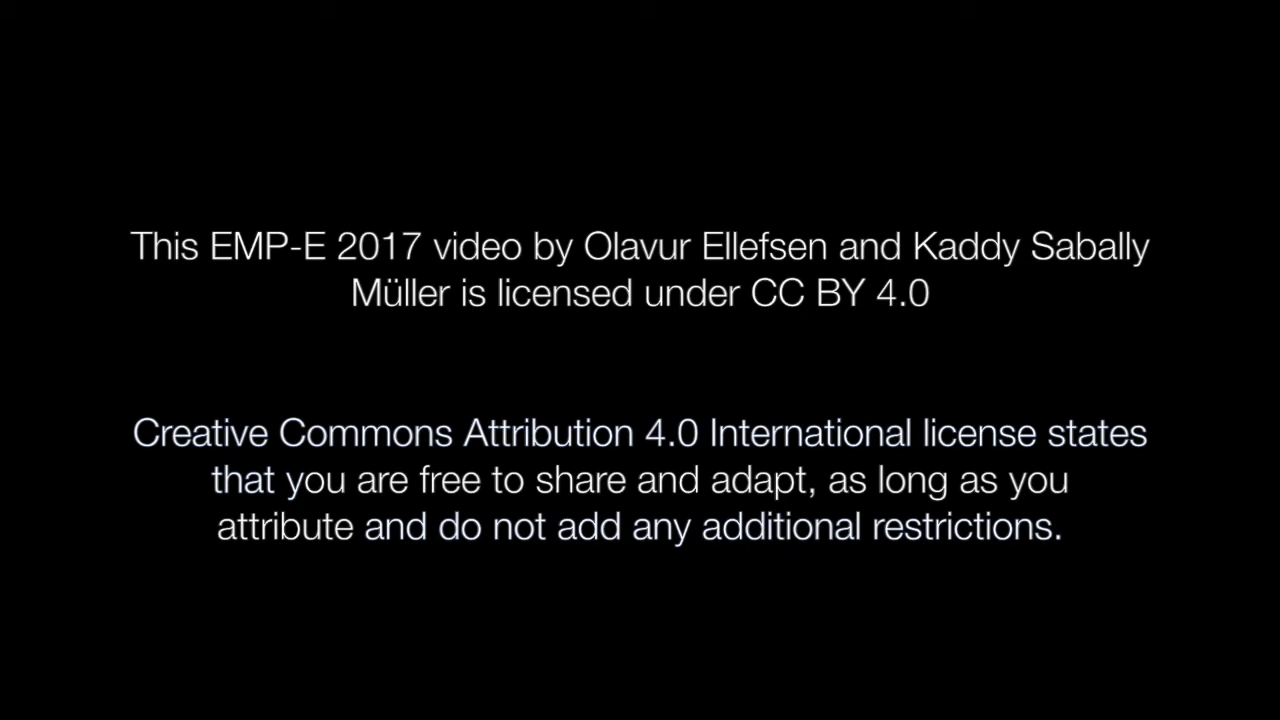 This EMP-E 2017 video by Olavur Ellefsen and Kaddy Sabally
Müller is licensed under CC BY 4.0
Creative Commons Attribution 4.0 International license states
that you are free to share and adapt, as long as you
attribute and do not add any additional restrictions.